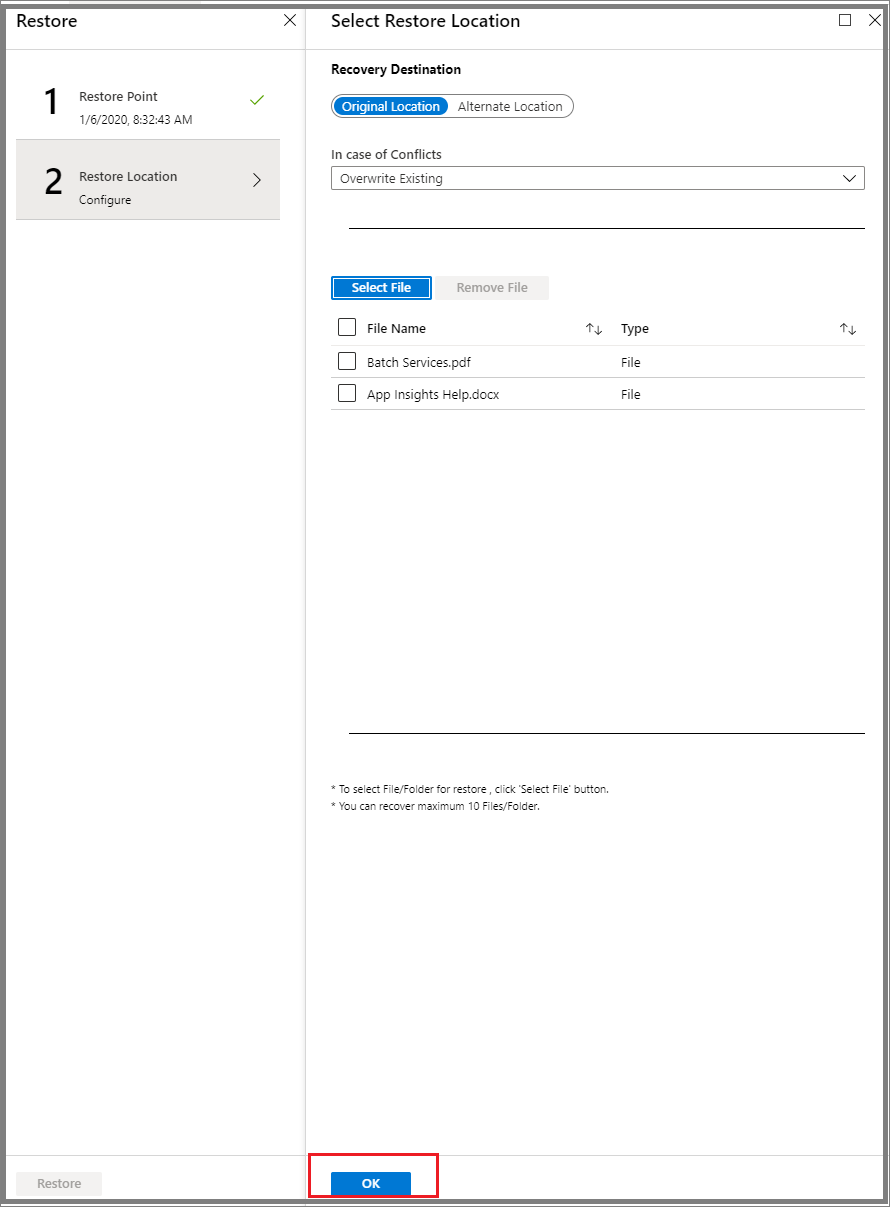 Restore
Select Restore Location
1
Restore Point
1/6/2020, 8:32:43 AM
2
Restore Location
Configure
Recovery Destination
Original Location Alternate Location
In case of Conflicts
Overwrite Existing
Select File Remove File
File Name Type
Batch Services.pdf File
App Insights Help.docx File
* To select File/Folder for restore , click 'Select File' button.
* You can recover maximum 10 Files/Folder.
Restore
OK